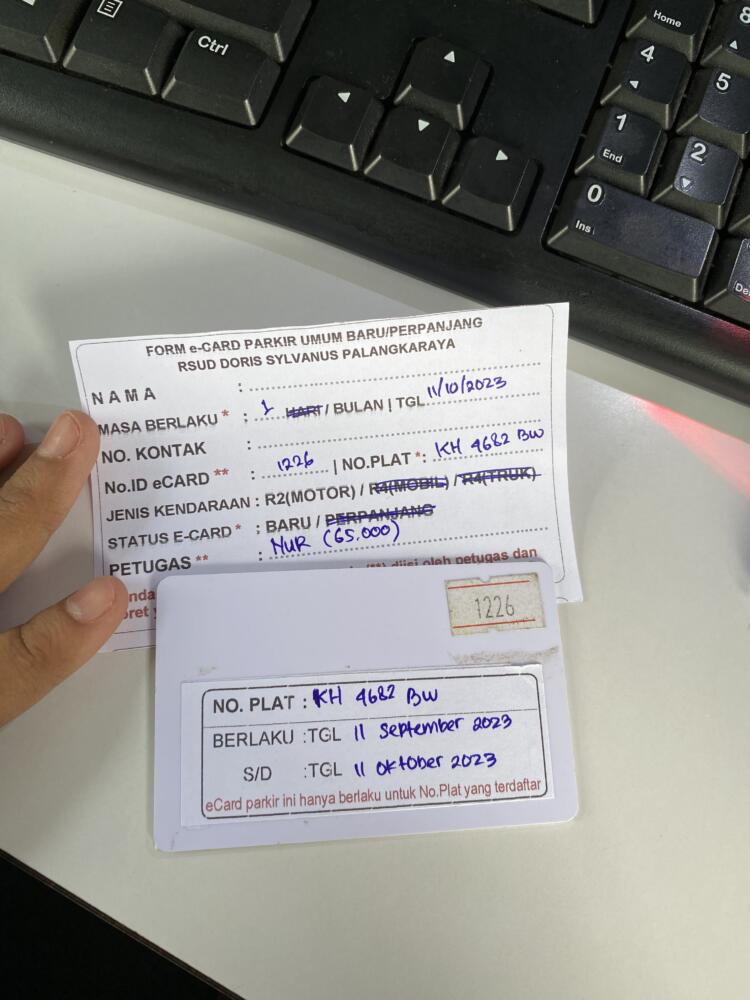 Ctrl
Home
8
4
5
1
End
2
0
Ins
De
FORM e-CARD PARKIR UMUM BARU/PERPANJANG
RSUD DORIS SYLVANUS PALANGKARAYA
NAMA :
MASA BERLAKU * : 1 HARI / BULAN | TGL 11/10/2023
NO. KONTAK :
No.ID eCARD ** : 1226 | NO.PLAT *: KH 4682 BW
JENIS KENDARAAN : R2(MOTOR) / R4(MOBIL) / R4(TRUK)
STATUS E-CARD * : BARU / PERPANJANG
PETUGAS ** : NUR (65.000)
nda (**) diisi oleh petugas dan
oret
1226
NO. PLAT : KH 4682 BW
BERLAKU :TGL 11 September 2023
S/D :TGL 11 Oktober 2023
eCard parkir ini hanya berlaku untuk No.Plat yang terdaftar